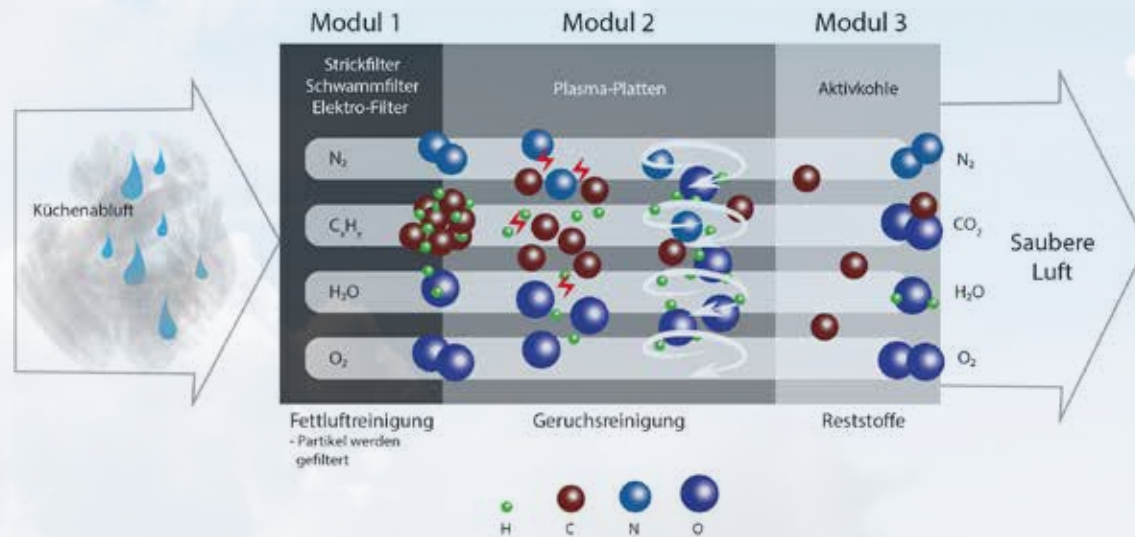 Modul 1
Modul 2
Modul 3
Strickfilter
Schwammfilter
Elektro-Filter
Plasma-Platten
Aktivkohle
Küchenabluft
N₂
CₓHₓ
H₂O
O₂
N₂
CO₂
H₂O
O₂
Saubere
Luft
Fettluftreinigung
- Partikel werden
gefiltert
Geruchsreinigung
Reststoffe
H
C
N
O